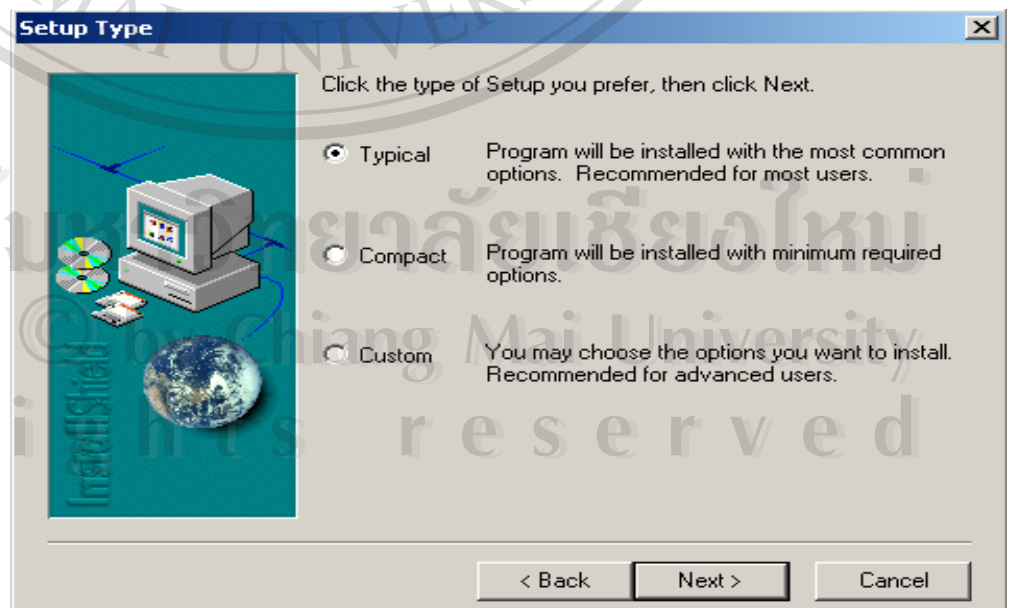 MAI UNIVERS
Setup Type
Click the type of Setup you prefer, then click Next.
Typical
Program will be installed with the most common
options. Recommended for most users.
Compact
Program will be installed with minimum required
options.
Custom
You may choose the options you want to install.
Recommended for advanced users.
InstallShield
มหาวิทยาลัยเชียงใหม่
© by Chiang Mai University
i g h t s r e s e r v e d
< Back
Next >
Cancel